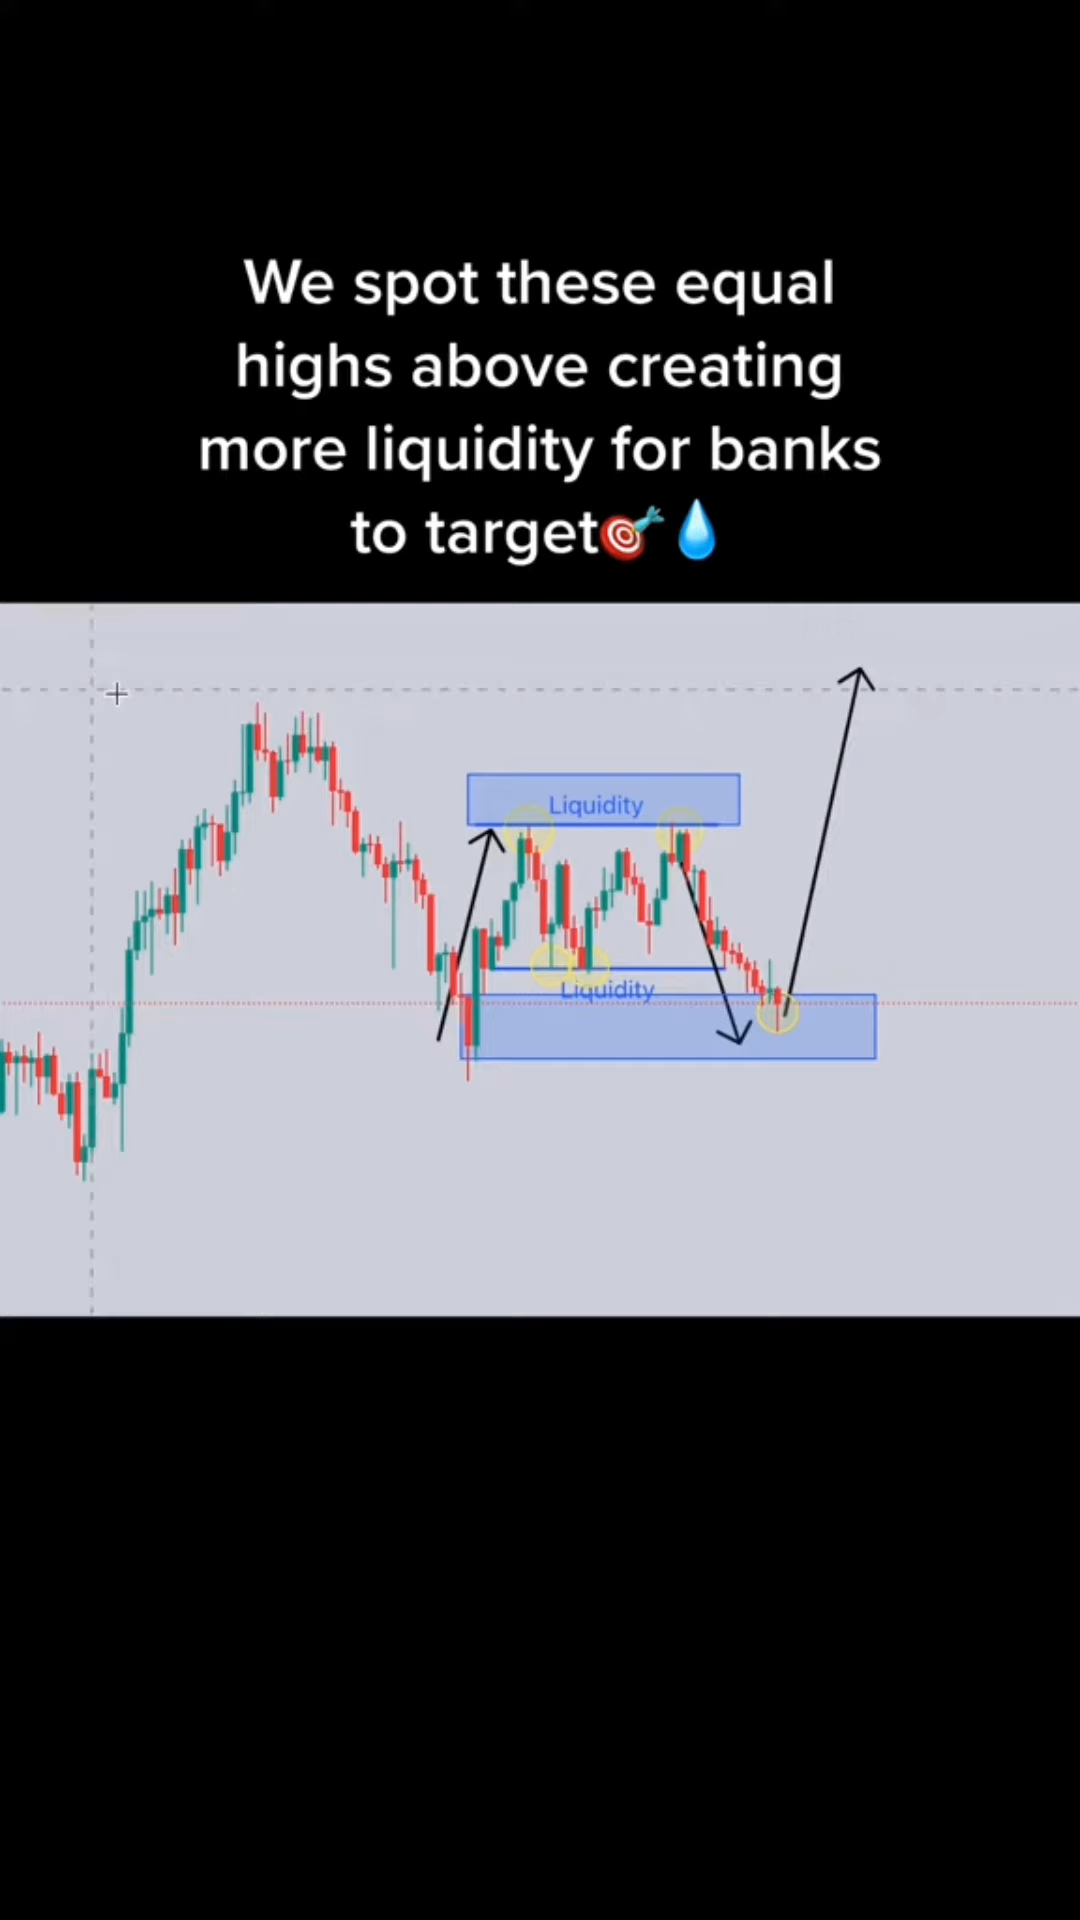 We spot these equal
highs above creating
more liquidity for banks
to target🎯💧
Liquidity
Liquidity